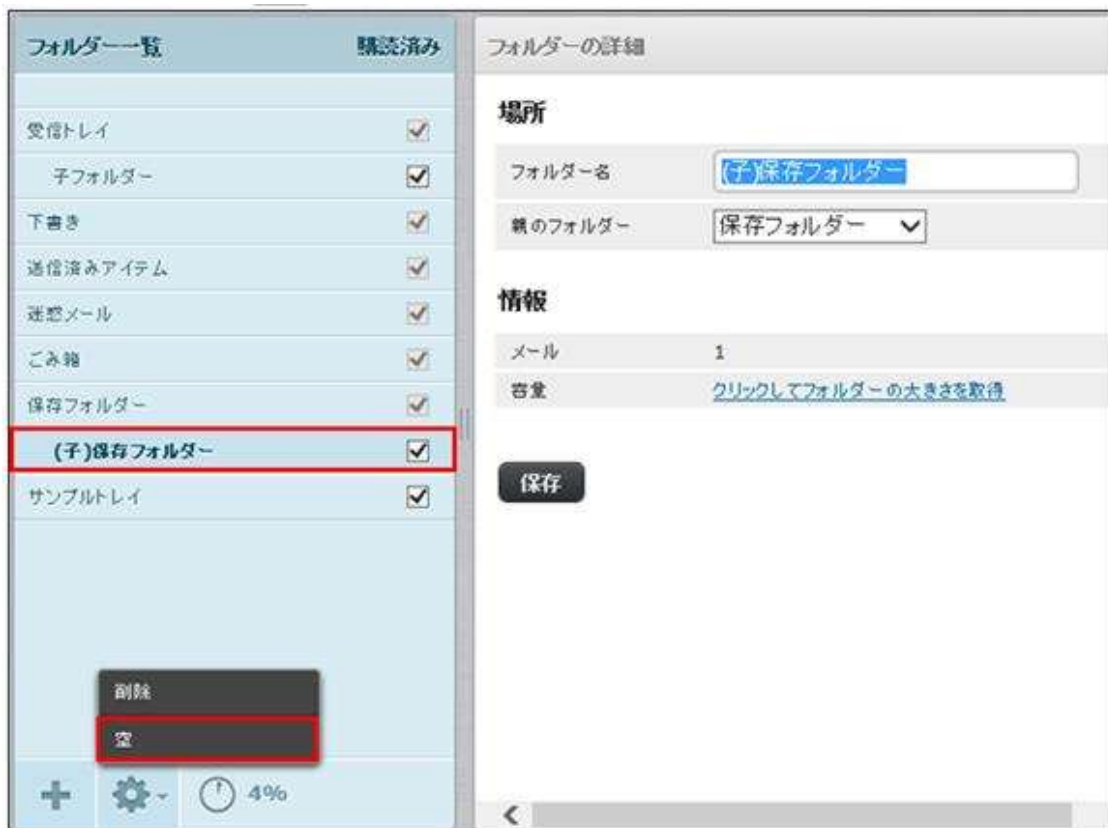 フォルダー一覧 購読済み
受信トレイ
子フォルダー
下書き
送信済みアイテム
迷惑メール
ごみ箱
保存フォルダー
(子)保存フォルダー
サンプルトレイ
削除
空
4%
フォルダーの詳細
場所
フォルダー名 (子)保存フォルダー
親のフォルダー 保存フォルダー
情報
メール 1
容量 クリックしてフォルダーの大きさを取得
保存